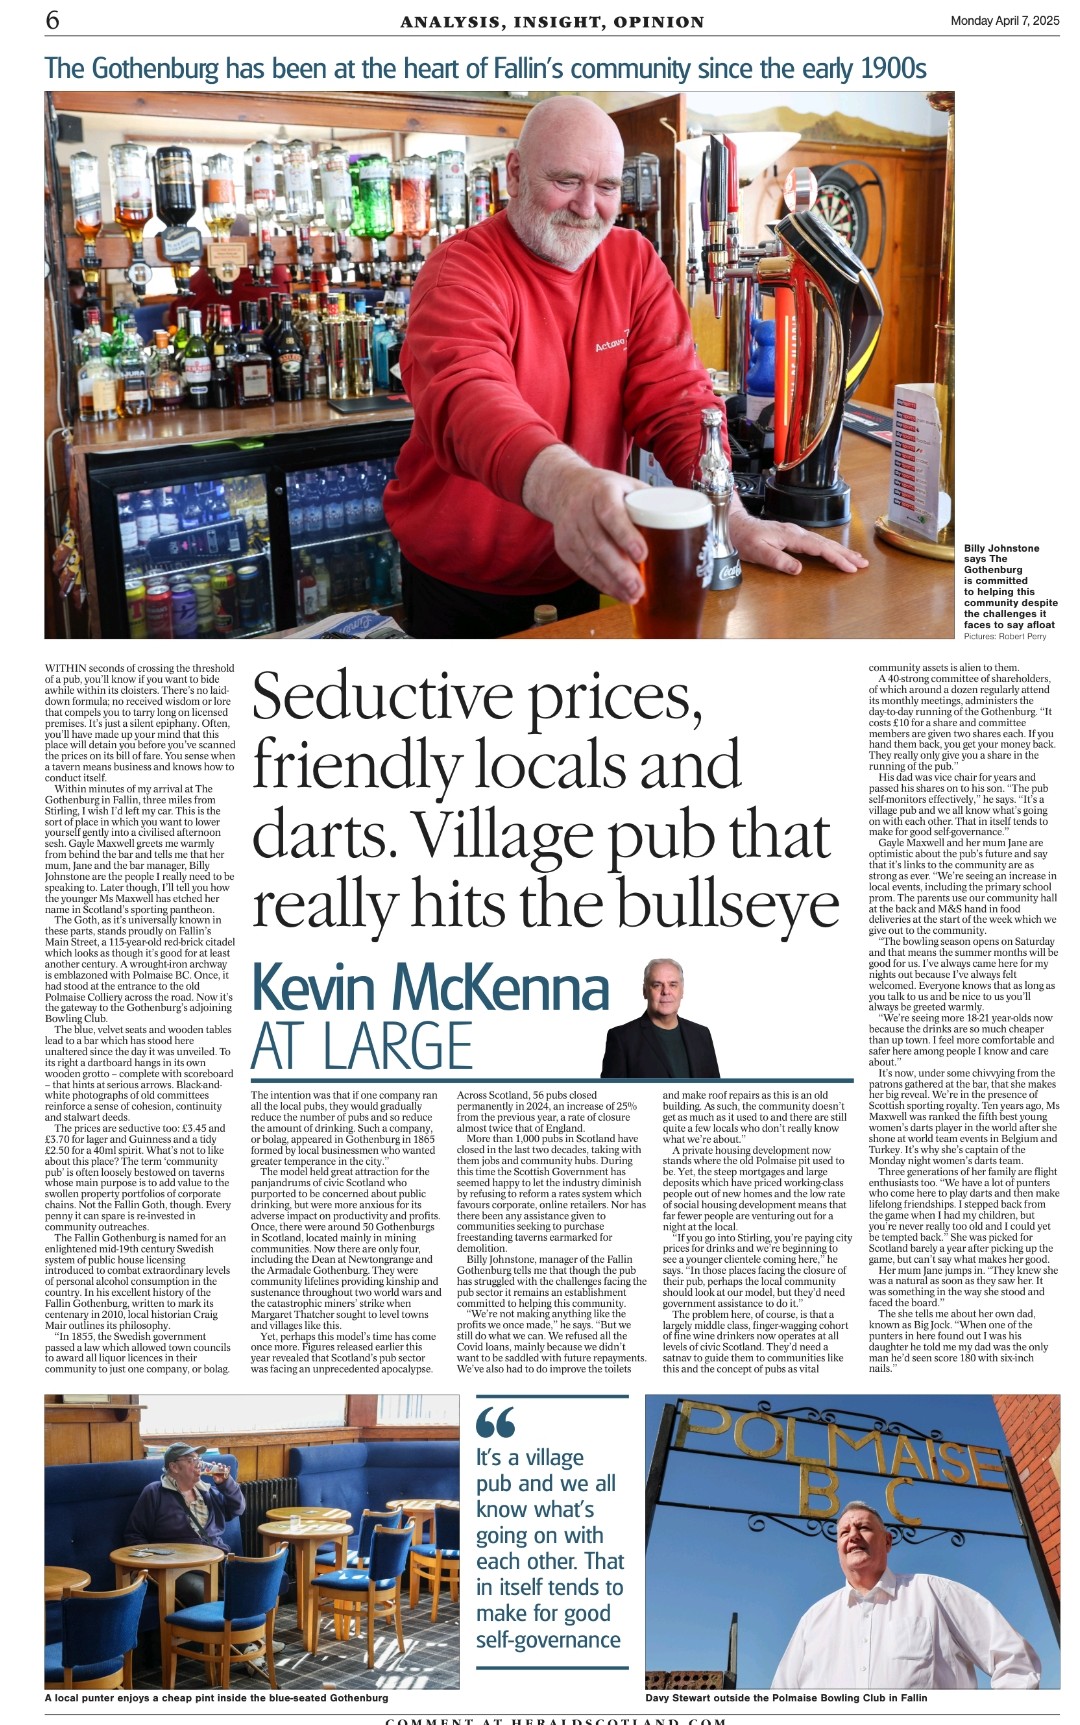 6
ANALYSIS, INSIGHT, OPINION
Monday April 7, 2025
The Gothenburg has been at the heart of Fallin's community since the early 1900s
Actavo
Coca
Billy Johnstone
says The
Gothenburg
is committed
to helping this
community despite
the challenges it
faces to say afloat
Pictures: Robert Perry
Seductive prices,
friendly locals and
darts. Village pub that
really hits the bullseye
Kevin McKenna
AT LARGE
WITHIN seconds of crossing the threshold
of a pub, you'll know if you want to bide
awhile within its cloisters. There's no laid-
down formula; no received wisdom or lore
that compels you to tarry long on licensed
premises. It's just a silent epiphany. Often,
you'll have made up your mind that this
place will detain you before you've scanned
the prices on its bill of fare. You sense when
a tavern means business and knows how to
conduct itself.
Within minutes of my arrival at The
Gothenburg in Fallin, three miles from
Stirling, I wish I'd left my car. This is the
sort of place in which you want to lower
yourself gently into a civilised afternoon
sesh. Gayle Maxwell greets me warmly
from behind the bar and tells me that her
mum, Jane and the bar manager, Billy
Johnstone are the people I really need to be
speaking to. Later though, I'll tell you how
the younger Ms Maxwell has etched her
name in Scotland's sporting pantheon.
The Goth, as it's universally known in
these parts, stands proudly on Fallin's
Main Street, a 115-year-old red-brick citadel
which looks as though it's good for at least
another century. A wrought-iron archway
is emblazoned with Polmaise BC. Once, it
had stood at the entrance to the old
Polmaise Colliery across the road. Now it's
the gateway to the Gothenburg's adjoining
Bowling Club.
The blue, velvet seats and wooden tables
lead to a bar which has stood here
unaltered since the day it was unveiled. To
its right a dartboard hangs in its own
wooden grotto – complete with scoreboard
– that hints at serious arrows. Black-and-
white photographs of old committees
reinforce a sense of cohesion, continuity
and stalwart deeds.
The prices are seductive too: £3.45 and
£3.70 for lager and Guinness and a tidy
£2.50 for a 40ml spirit. What's not to like
about this place? The term 'community
pub' is often loosely bestowed on taverns
whose main purpose is to add value to the
swollen property portfolios of corporate
chains. Not the Fallin Goth, though. Every
penny it can spare is re-invested in
community outreaches.
The Fallin Gothenburg is named for an
enlightened mid-19th century Swedish
system of public house licensing
introduced to combat extraordinary levels
of personal alcohol consumption in the
country. In his excellent history of the
Fallin Gothenburg, written to mark its
centenary in 2010, local historian Craig
Mair outlines its philosophy.
"In 1855, the Swedish government
passed a law which allowed town councils
to award all liquor licences in their
community to just one company, or bolag.
The intention was that if one company ran
all the local pubs, they would gradually
reduce the number of pubs and so reduce
the amount of drinking. Such a company,
or bolag, appeared in Gothenburg in 1865
formed by local businessmen who wanted
greater temperance in the city."
The model held great attraction for the
panjandrums of civic Scotland who
purported to be concerned about public
drinking, but were more anxious for its
adverse impact on productivity and profits.
Once, there were around 50 Gothenburgs
in Scotland, located mainly in mining
communities. Now there are only four,
including the Dean at Newtongrange and
the Armadale Gothenburg. They were
community lifelines providing kinship and
sustenance throughout two world wars and
the catastrophic miners' strike when
Margaret Thatcher sought to level towns
and villages like this.
Yet, perhaps this model's time has come
once more. Figures released earlier this
year revealed that Scotland's pub sector
was facing an unprecedented apocalypse.
Across Scotland, 56 pubs closed
permanently in 2024, an increase of 25%
from the previous year, a rate of closure
almost twice that of England.
More than 1,000 pubs in Scotland have
closed in the last two decades, taking with
them jobs and community hubs. During
this time the Scottish Government has
seemed happy to let the industry diminish
by refusing to reform a rates system which
favours corporate, online retailers. Nor has
there been any assistance given to
communities seeking to purchase
freestanding taverns earmarked for
demolition.
Billy Johnstone, manager of the Fallin
Gothenburg tells me that though the pub
has struggled with the challenges facing the
pub sector it remains an establishment
committed to helping this community.
"We're not making anything like the
profits we once made," he says. "But we
still do what we can. We refused all the
Covid loans, mainly because we didn't
want to be saddled with future repayments.
We've also had to do improve the toilets
and make roof repairs as this is an old
building. As such, the community doesn't
get as much as it used to and there are still
quite a few locals who don't really know
what we're about."
A private housing development now
stands where the old Polmaise pit used to
be. Yet, the steep mortgages and large
deposits which have priced working-class
people out of new homes and the low rate
of social housing development means that
far fewer people are venturing out for a
night at the local.
"If you go into Stirling, you're paying city
prices for drinks and we're beginning to
see a younger clientele coming here," he
says. "In those places facing the closure of
their pub, perhaps the local community
should look at our model, but they'd need
government assistance to do it."
The problem here, of course, is that a
largely middle class, finger-wagging cohort
of fine wine drinkers now operates at all
levels of civic Scotland. They'd need a
satnav to guide them to communities like
this and the concept of pubs as vital
community assets is alien to them.
A 40-strong committee of shareholders,
of which around a dozen regularly attend
its monthly meetings, administers the
day-to-day running of the Gothenburg. "It
costs £10 for a share and committee
members are given two shares each. If you
hand them back, you get your money back.
They really only give you a share in the
running of the pub."
His dad was vice chair for years and
passed his shares on to his son. "The pub
self-monitors effectively," he says. "It's a
village pub and we all know what's going
on with each other. That in itself tends to
make for good self-governance."
Gayle Maxwell and her mum Jane are
optimistic about the pub's future and say
that it's links to the community are as
strong as ever. "We're seeing an increase in
local events, including the primary school
prom. The parents use our community hall
at the back and M&S hand in food
deliveries at the start of the week which we
give out to the community.
"The bowling season opens on Saturday
and that means the summer months will be
good for us. I've always came here for my
nights out because I've always felt
welcomed. Everyone knows that as long as
you talk to us and be nice to us you'll
always be greeted warmly.
"We're seeing more 18-21 year-olds now
because the drinks are so much cheaper
than up town. I feel more comfortable and
safer here among people I know and care
about."
It's now, under some chivvying from the
patrons gathered at the bar, that she makes
her big reveal. We're in the presence of
Scottish sporting royalty. Ten years ago, Ms
Maxwell was ranked the fifth best young
women's darts player in the world after she
shone at world team events in Belgium and
Turkey. It's why she's captain of the
Monday night women's darts team.
Three generations of her family are flight
enthusiasts too. "We have a lot of punters
who come here to play darts and then make
lifelong friendships. I stepped back from
the game when I had my children, but
you're never really too old and I could yet
be tempted back." She was picked for
Scotland barely a year after picking up the
game, but can't say what makes her good.
Her mum Jane jumps in. "They knew she
was a natural as soon as they saw her. It
was something in the way she stood and
faced the board."
The she tells me about her own dad,
known as Big Jock. "When one of the
punters in here found out I was his
daughter he told me my dad was the only
man he'd seen score 180 with six-inch
nails."
A local punter enjoys a cheap pint inside the blue-seated Gothenburg
It's a village
pub and we all
know what's
going on with
each other. That
in itself tends to
make for good
self-governance
POLMAISE
B C
Davy Stewart outside the Polmaise Bowling Club in Fallin
COMMENT AT HERALDSCOTLAND.COM